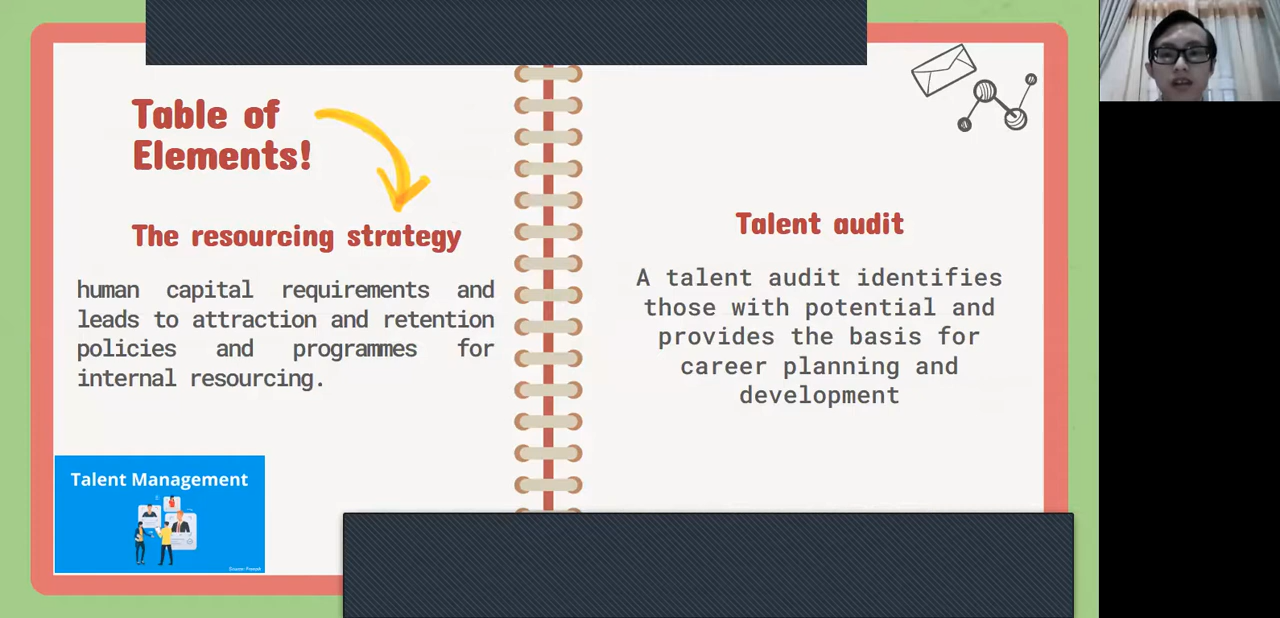 Table of
Elements!
The resourcing strategy
human capital requirements and
leads to attraction and retention
policies and programmes for
internal resourcing.
Talent Management
Source: Freepik
Talent audit
A talent audit identifies
those with potential and
provides the basis for
career planning and
development